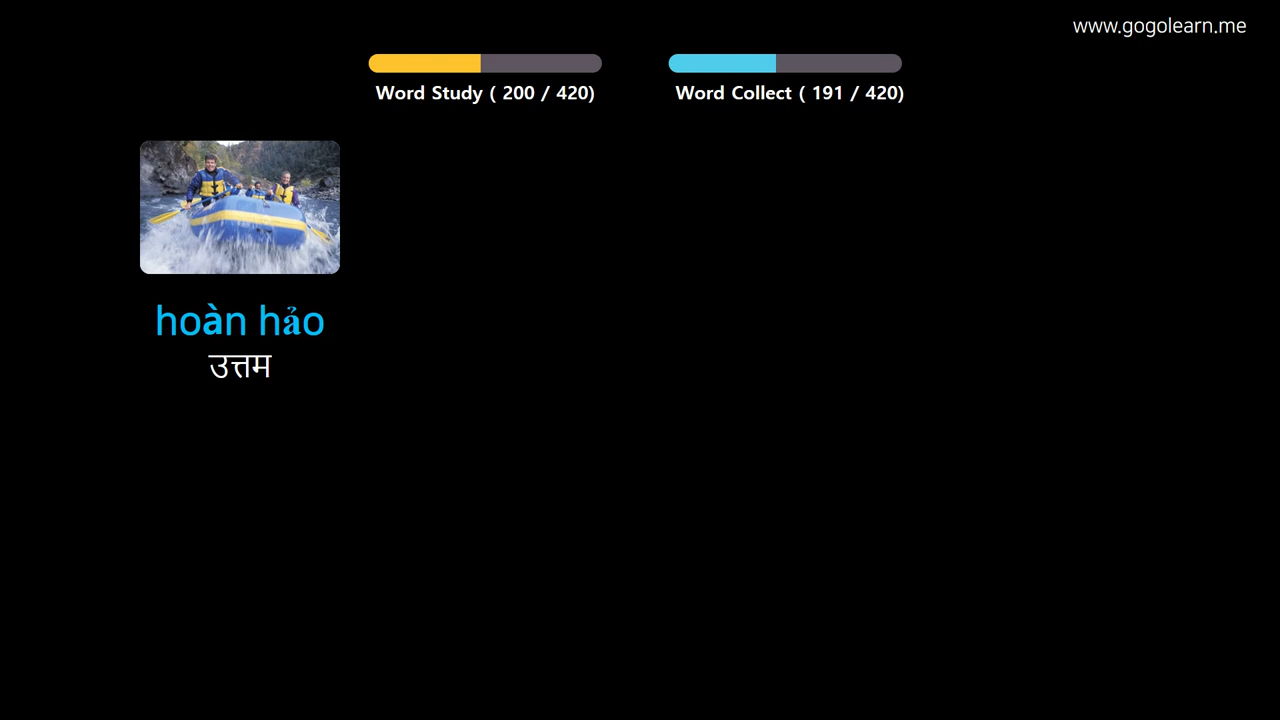 www.gogolearn.me
Word Study ( 200 / 420)
Word Collect ( 191 / 420)
hoàn hảo
उत्तम